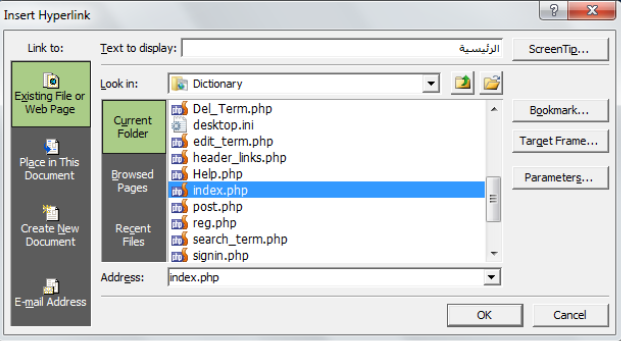 Insert Hyperlink
Link to:
Text to display:
الرئيسية
ScreenTip...
Existing File or
Web Page
Look in:
Dictionary
Place in This
Document
Create New
Document
E-mail Address
Current
Folder
Browsed
Pages
Recent
Files
Del_Term.php
desktop.ini
edit_term.php
header_links.php
Help.php
index.php
post.php
reg.php
search_term.php
signin.php
Bookmark...
Target Frame...
Parameters...
Address:
index.php
OK
Cancel